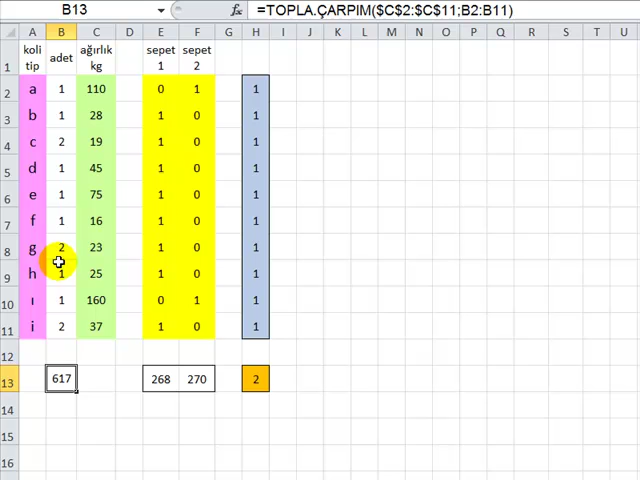 B13 =TOPLA.ÇARPIM($C$2:$C$11;B2:B11)
A B C D E F G H I J K L M N O P Q R S T U
1 koli tip adet ağırlık kg sepet 1 sepet 2
2 a 1 110 0 1 1
3 b 1 28 1 0 1
4 c 2 19 1 0 1
5 d 1 45 1 0 1
6 e 1 75 1 0 1
7 f 1 16 1 0 1
8 g 2 23 1 0 1
9 h 1 25 1 0 1
10 ı 1 160 0 1 1
11 i 2 37 1 0 1
12
13 617 268 270 2
14
15
16